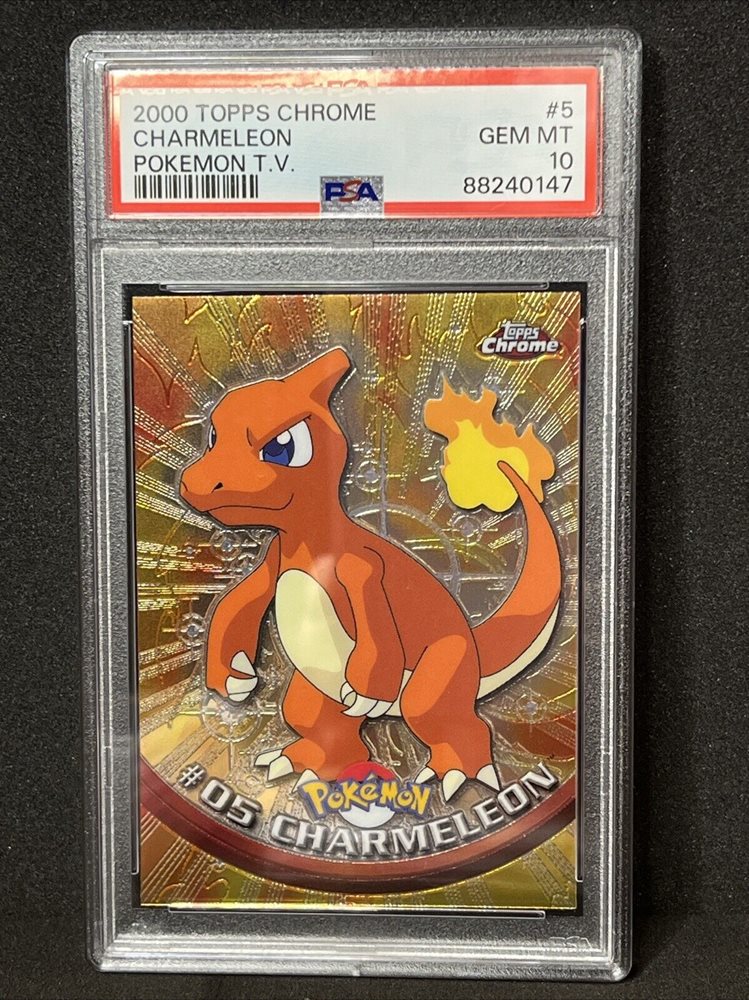 2000 TOPPS CHROME #5
CHARMELEON GEM MT
POKEMON T.V. 10
PSA 88240147
Topps
Chrome
POKéMON
#05 CHARMELEON